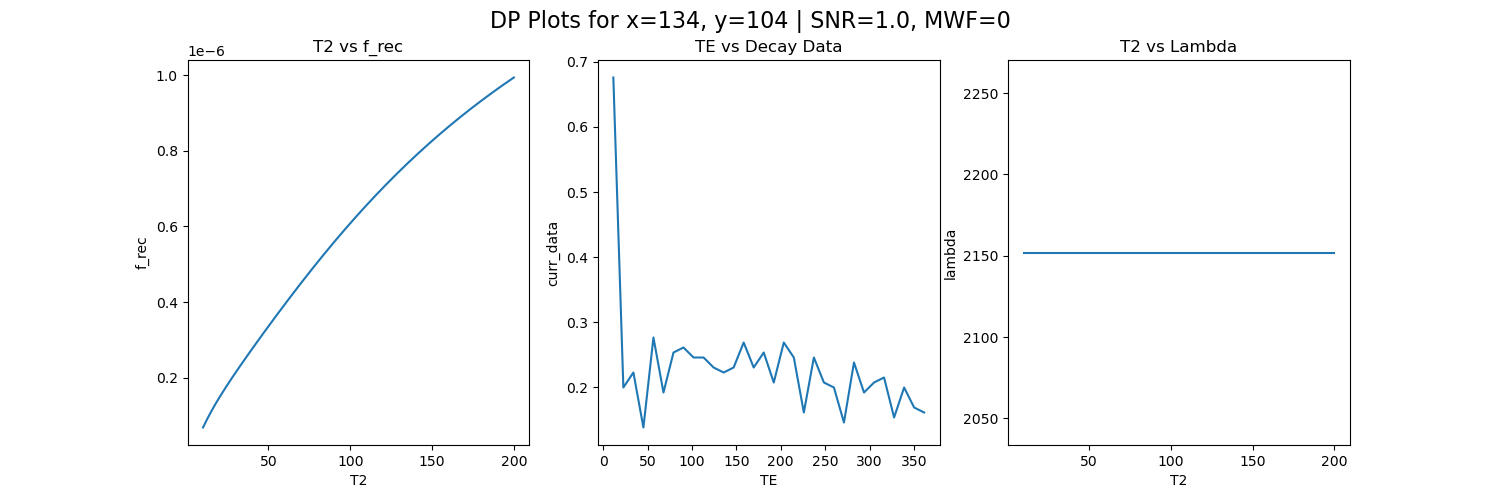 DP Plots for x=134, y=104 | SNR=1.0, MWF=0
T2 vs f_rec
1e−6
1.0
0.8
0.6
0.4
0.2
f_rec
50 100 150 200
T2
TE vs Decay Data
0.7
0.6
0.5
0.4
0.3
0.2
curr_data
0 50 100 150 200 250 300 350
TE
T2 vs Lambda
2250
2200
2150
2100
2050
lambda
50 100 150 200
T2